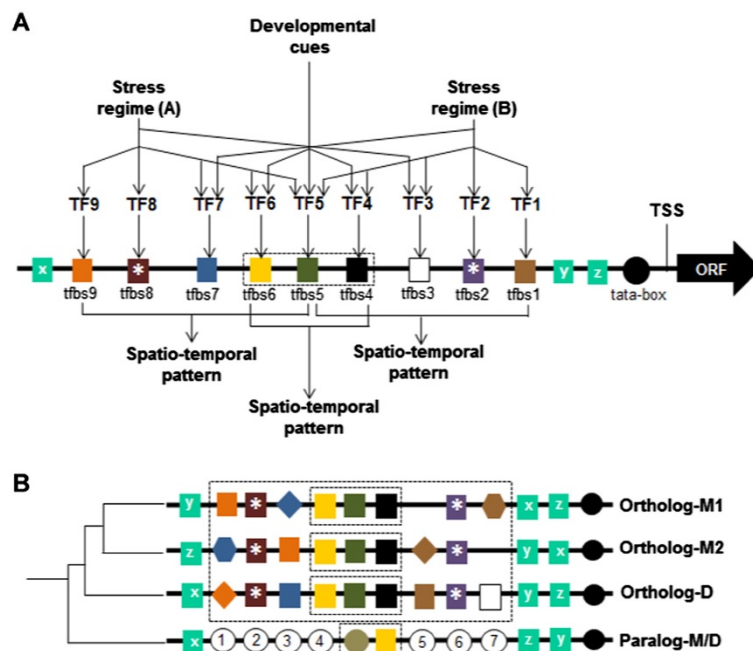 A
Developmental
cues
Stress
regime (A)
Stress
regime (B)
TF9 TF8 TF7 TF6 TF5 TF4 TF3 TF2 TF1
TSS
x * * y z ORF
tfbs9 tfbs8 tfbs7 tfbs6 tfbs5 tfbs4 tfbs3 tfbs2 tfbs1 tata-box
Spatio-temporal
pattern
Spatio-temporal
pattern
Spatio-temporal
pattern
B
y * * x z Ortholog-M1
z * * y x Ortholog-M2
x * * y z Ortholog-D
x 1 2 3 4 5 6 7 z y Paralog-M/D